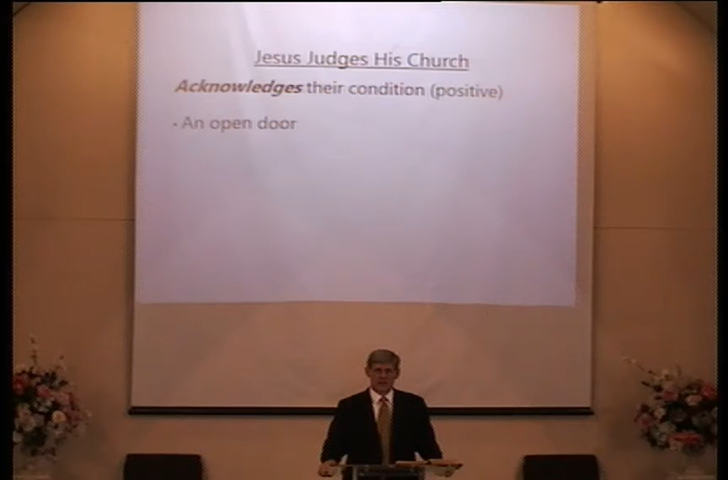 Jesus Judges His Church
Acknowledges their condition (positive)
- An open door